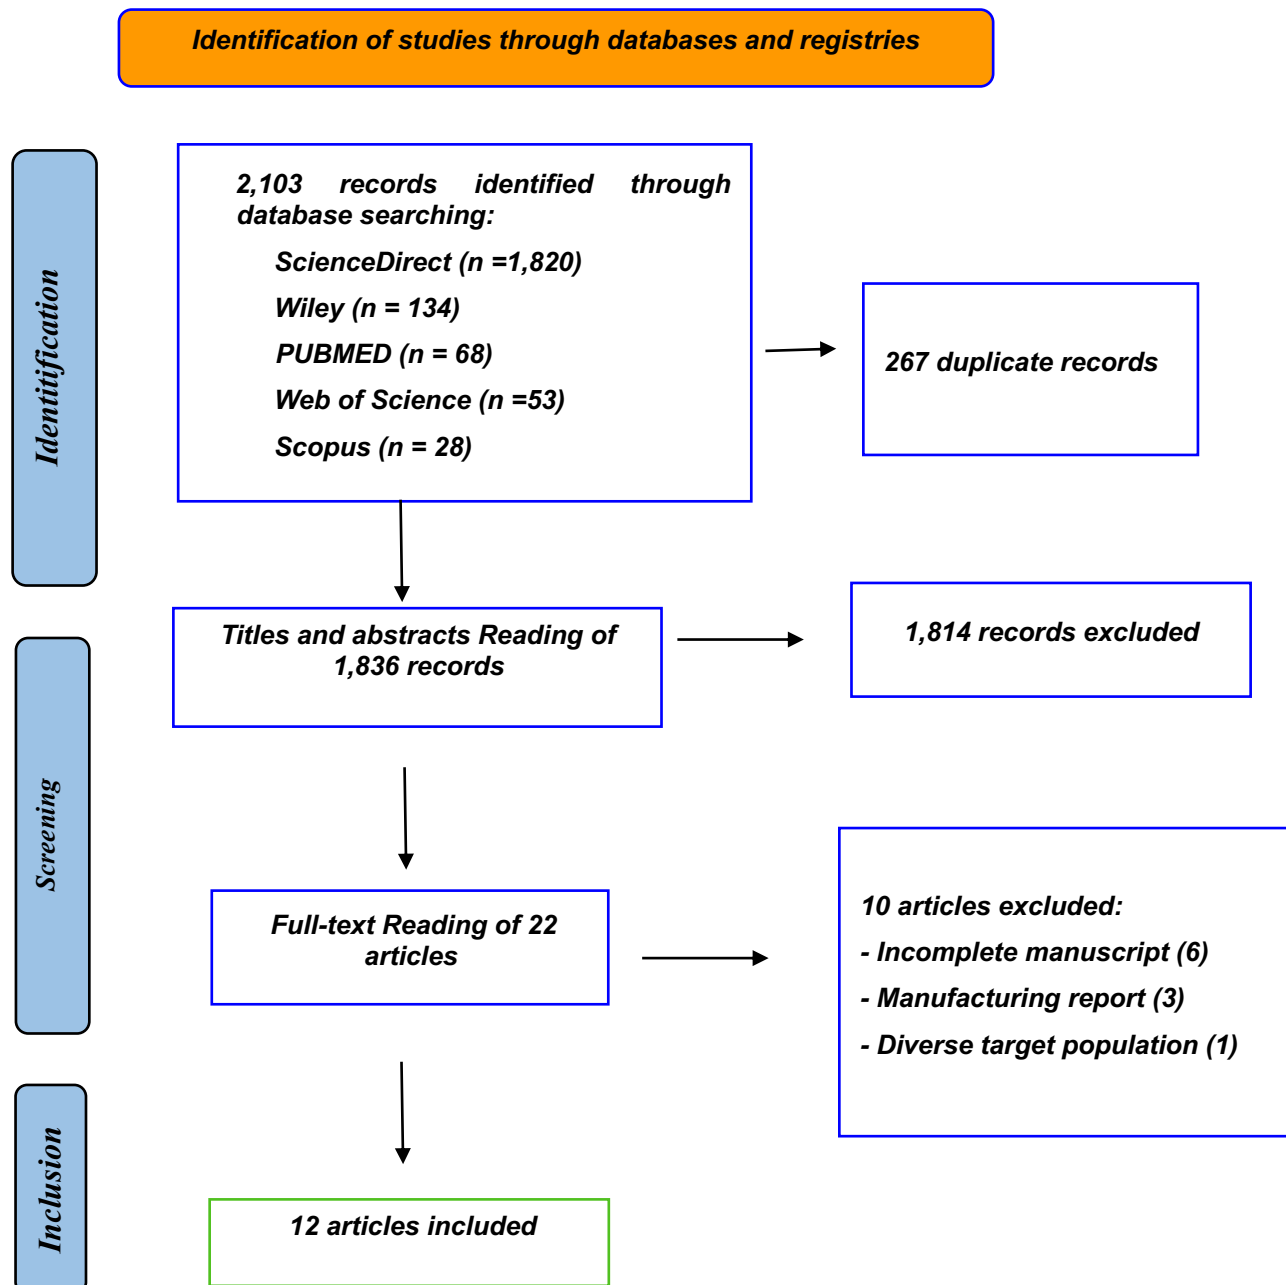 Identification of studies through databases and registries
Identitification
2,103 records identified through
database searching:
ScienceDirect (n =1,820)
Wiley (n = 134)
PUBMED (n = 68)
Web of Science (n =53)
Scopus (n = 28)
267 duplicate records
Screening
Titles and abstracts Reading of
1,836 records
1,814 records excluded
Full-text Reading of 22
articles
10 articles excluded:
- Incomplete manuscript (6)
- Manufacturing report (3)
- Diverse target population (1)
Inclusion
12 articles included